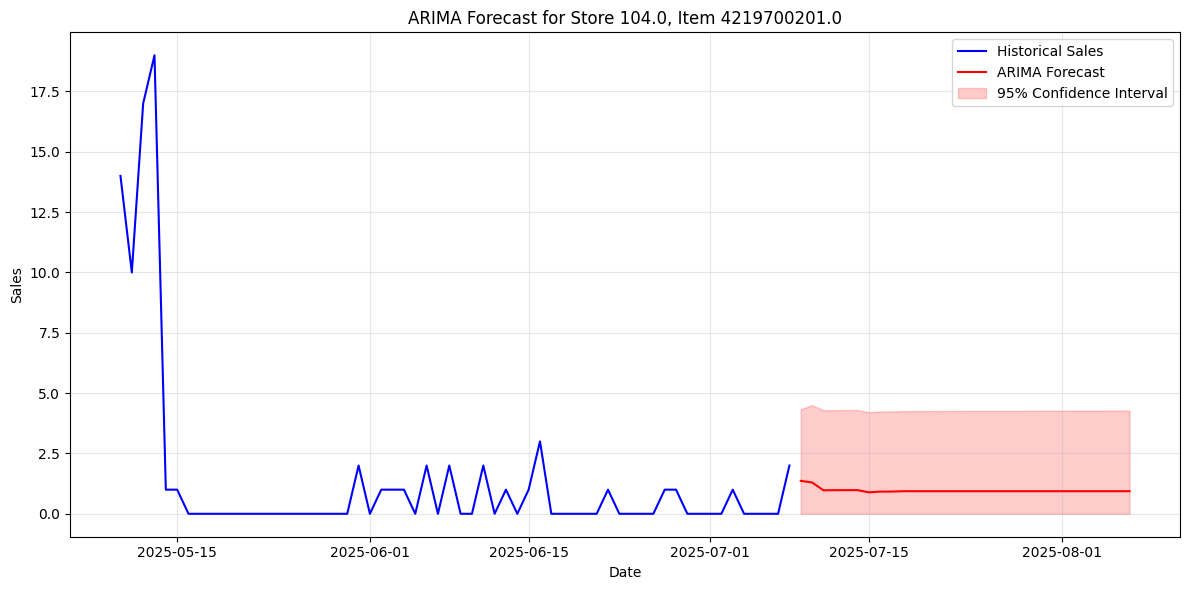 ARIMA Forecast for Store 104.0, Item 4219700201.0
Historical Sales
ARIMA Forecast
95% Confidence Interval
17.5
15.0
12.5
10.0
7.5
5.0
2.5
0.0
Sales
2025-05-15
2025-06-01
2025-06-15
2025-07-01
2025-07-15
2025-08-01
Date